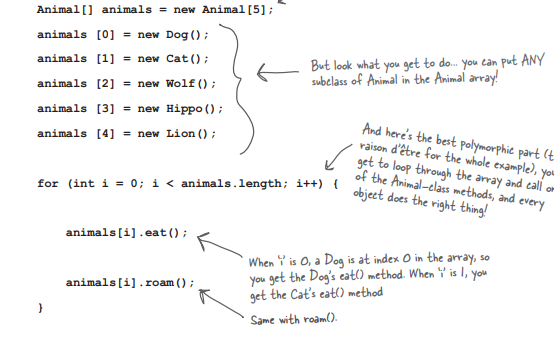 Animal[] animals = new Animal[5];
animals [0] = new Dog();
animals [1] = new Cat();
animals [2] = new Wolf();
animals [3] = new Hippo();
animals [4] = new Lion();
But look what you get to do... you can put ANY
subclass of Animal in the Animal array!
And here's the best polymorphic part (t
raison d'être for the whole example), you
get to loop through the array and call on
of the Animal-class methods, and every
object does the right thing!
for (int i = 0; i < animals.length; i++) {
animals[i].eat();
When 'i' is 0, a Dog is at index 0 in the array, so
you get the Dog's eat() method. When 'i' is 1, you
get the Cat's eat() method
animals[i].roam();
Same with roam().
}